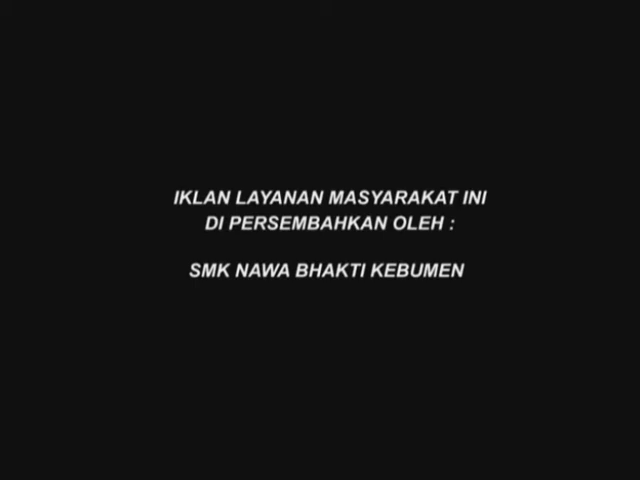 IKLAN LAYANAN MASYARAKAT INI
DI PERSEMBAHKAN OLEH :
SMK NAWA BHAKTI KEBUMEN